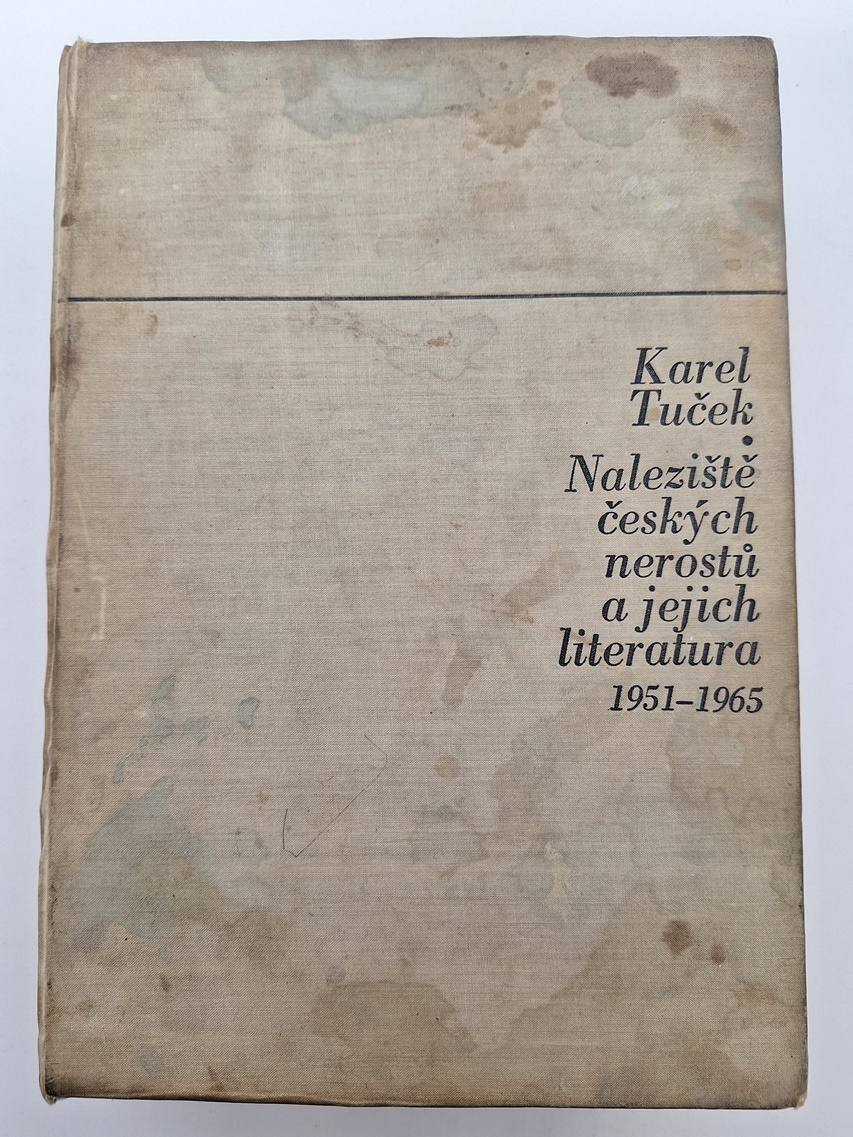 Karel
Tuček
•
Naleziště
českých
nerostů
a jejich
literatura
1951–1965